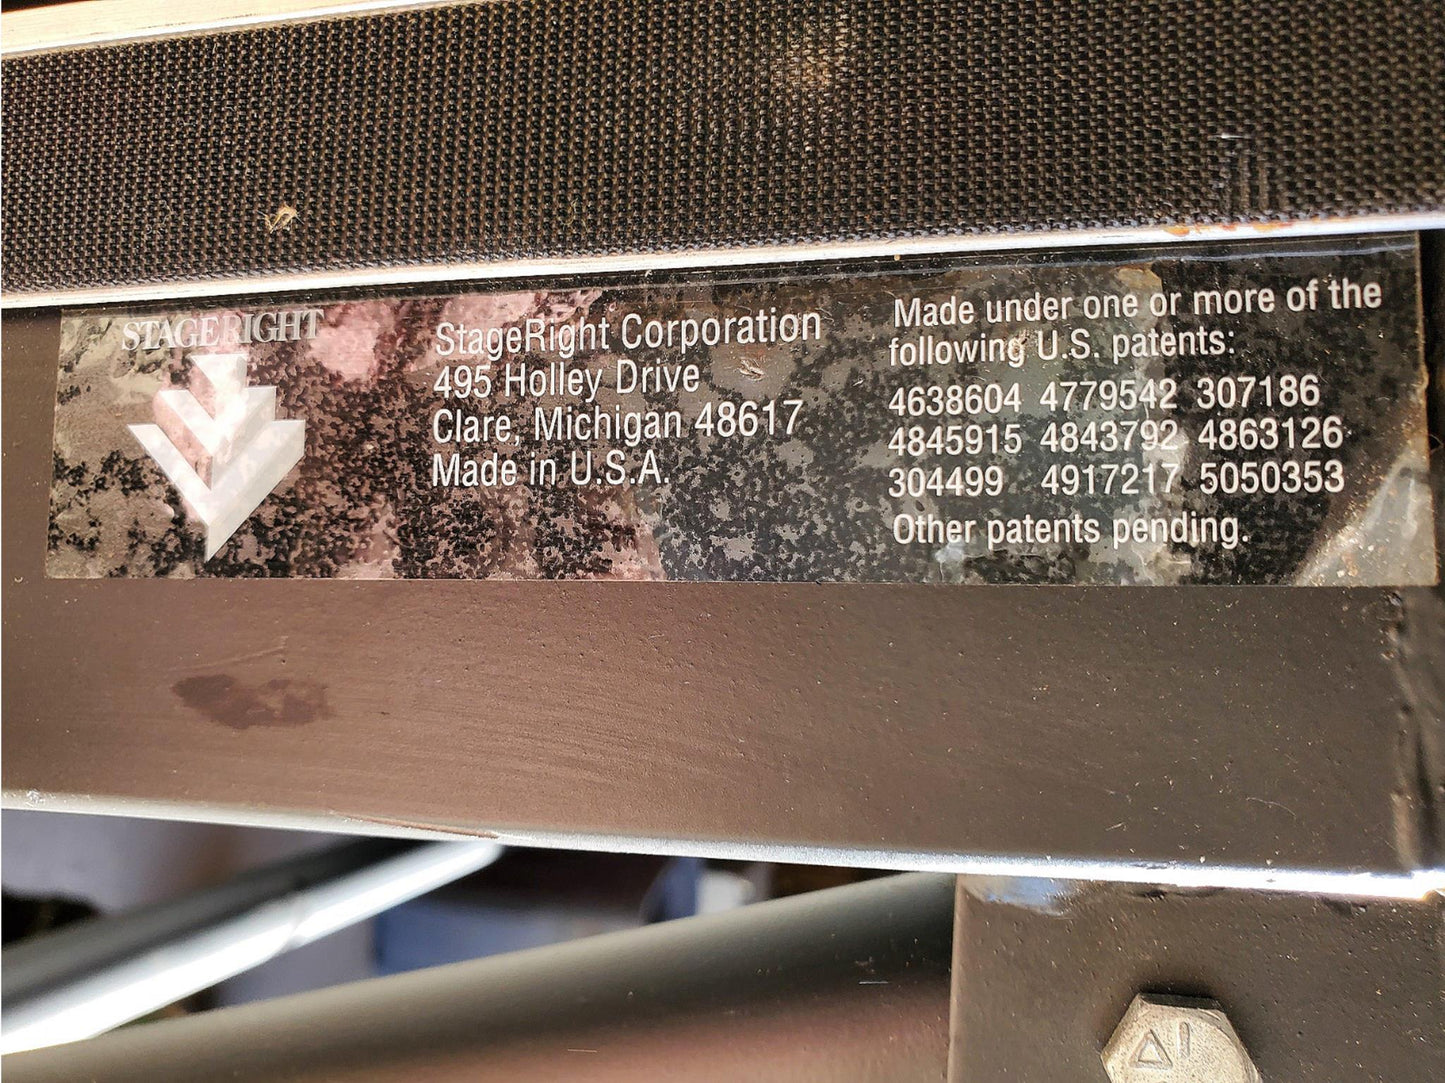 STAGERIGHT
StageRight Corporation
495 Holley Drive
Clare, Michigan 48617
Made in U.S.A.
Made under one or more of the
following U.S. patents:
4638604 4779542 307186
4845915 4843792 4863126
304499 4917217 5050353
Other patents pending.